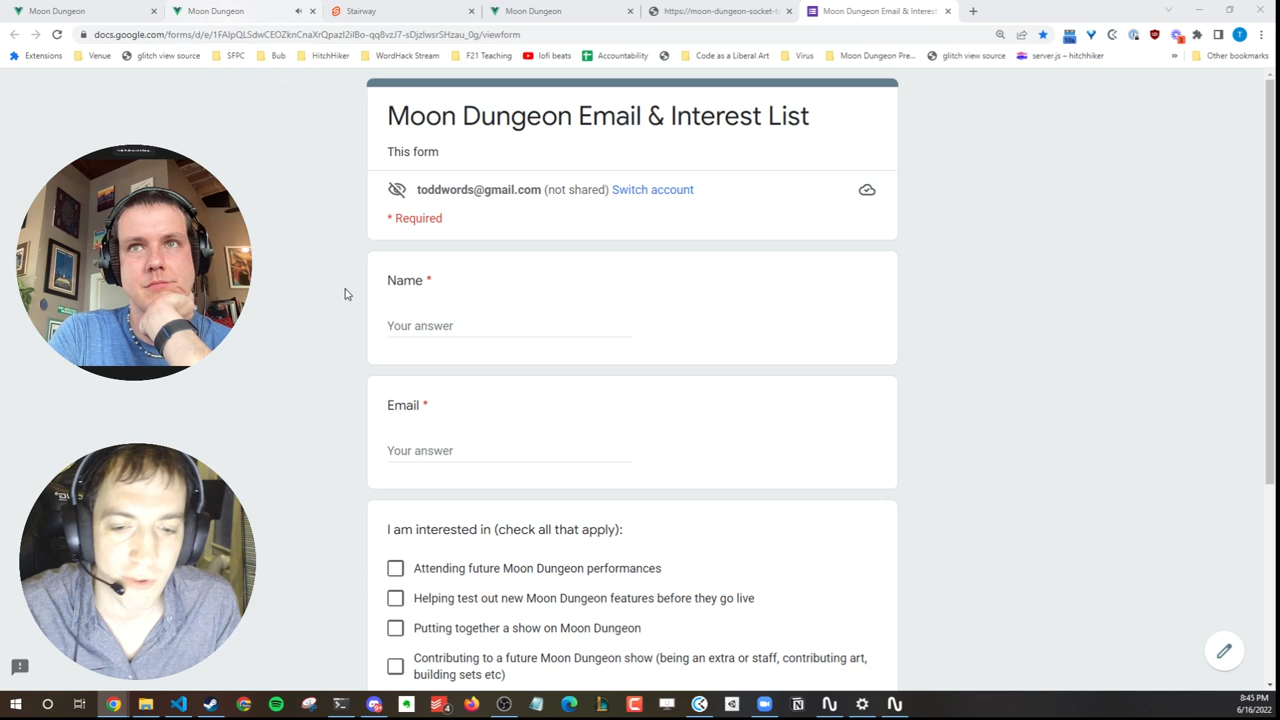 Moon Dungeon
Moon Dungeon
Stairway
Moon Dungeon
https://moon-dungeon-socket-t
Moon Dungeon Email & Interest
docs.google.com/forms/d/e/1FAIpQLSdwCEOZknCnaXrQpazI2ilBo-qq8vzJ7-sDjzlwsrSHzau_0g/viewform
Extensions
Venue
glitch view source
SFPC
Bub
HitchHiker
WordHack Stream
F21 Teaching
lofi beats
Accountability
Code as a Liberal Art
Virus
Moon Dungeon Pre...
glitch view source
server.js – hitchhiker
»
Other bookmarks
Moon Dungeon Email & Interest List
This form
toddwords@gmail.com (not shared) Switch account
* Required
Name *
Your answer
Email *
Your answer
I am interested in (check all that apply):
Attending future Moon Dungeon performances
Helping test out new Moon Dungeon features before they go live
Putting together a show on Moon Dungeon
Contributing to a future Moon Dungeon show (being an extra or staff, contributing art,
building sets etc)
8:45 PM
6/16/2022